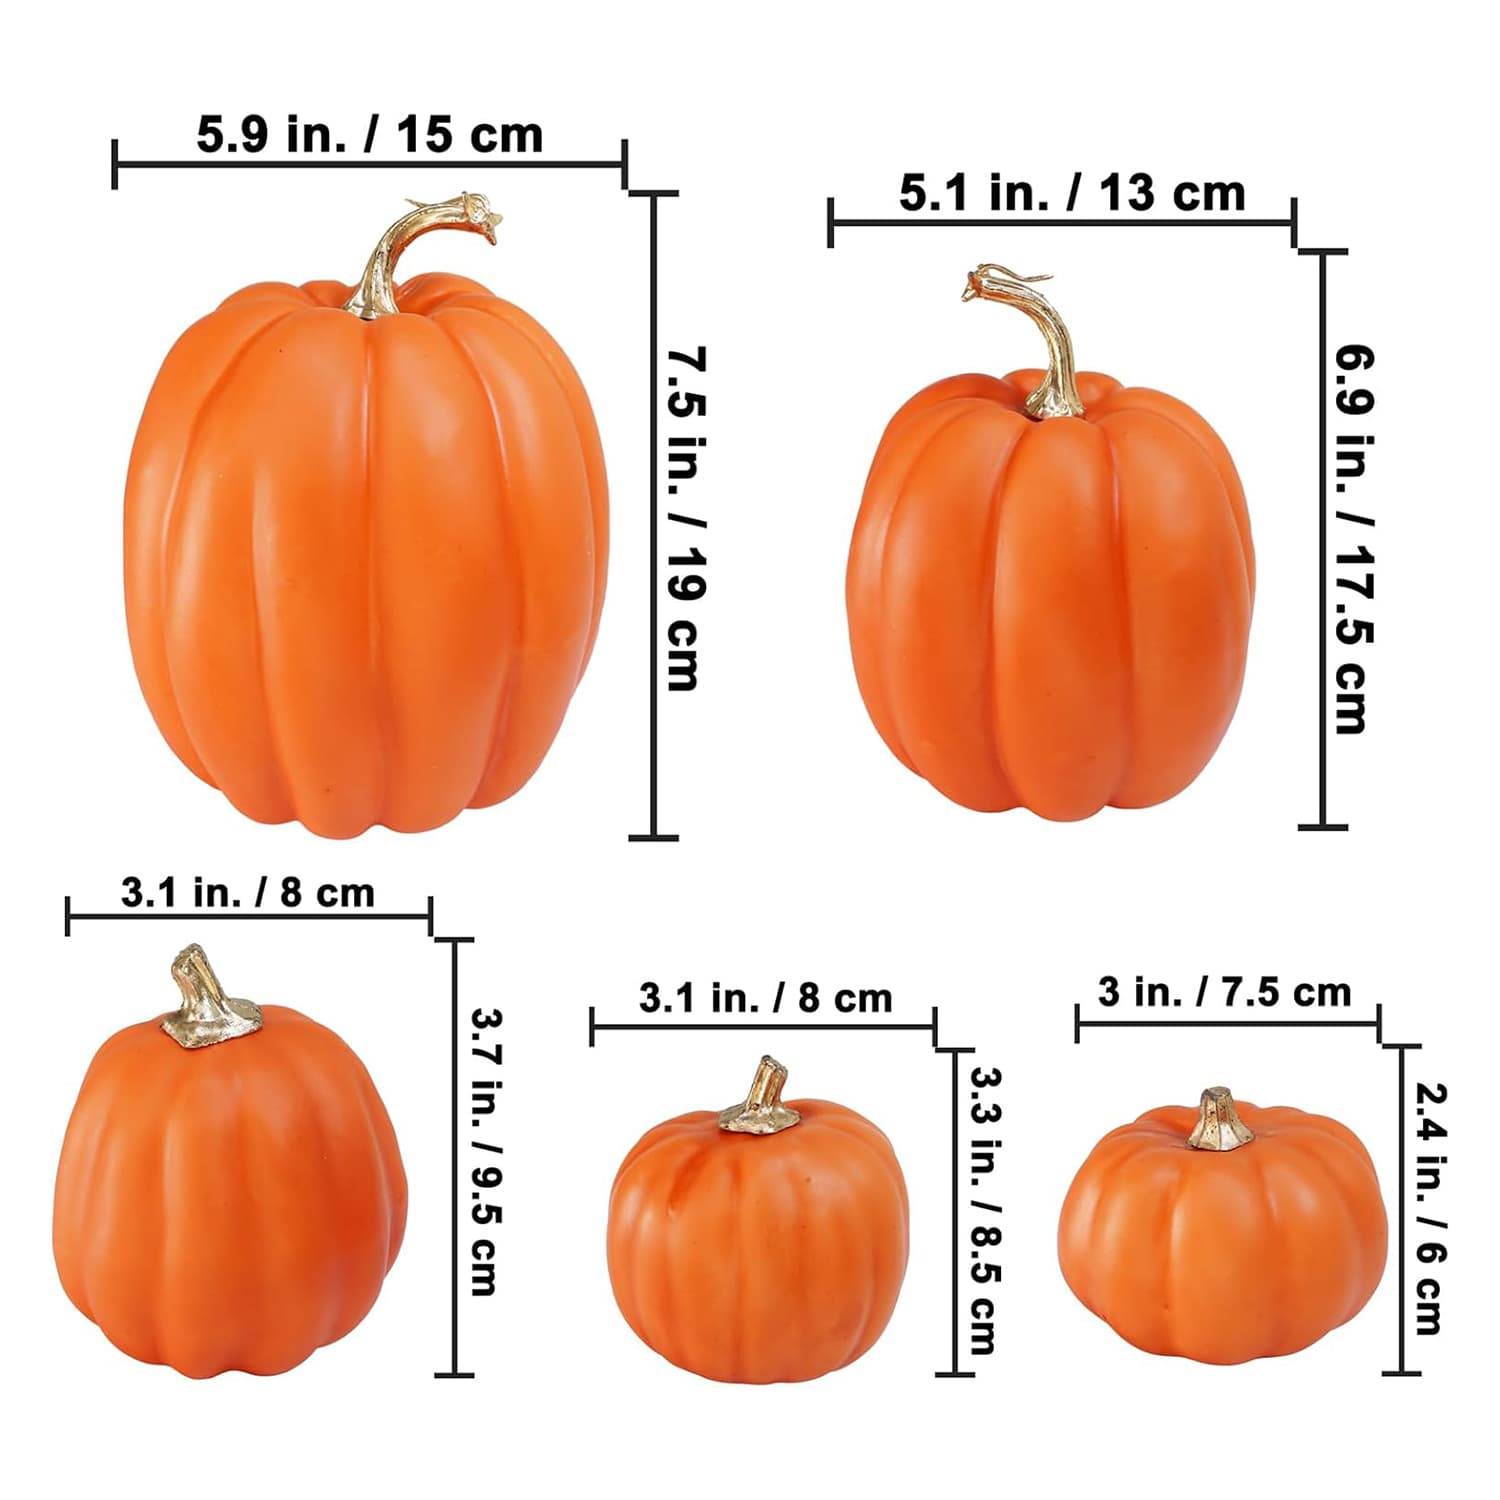 5.9 in. / 15 cm
7.5 in. / 19 cm
5.1 in. / 13 cm
6.9 in. / 17.5 cm
3.1 in. / 8 cm
3.7 in. / 9.5 cm
3.1 in. / 8 cm
3.3 in. / 8.5 cm
3 in. / 7.5 cm
2.4 in. / 6 cm